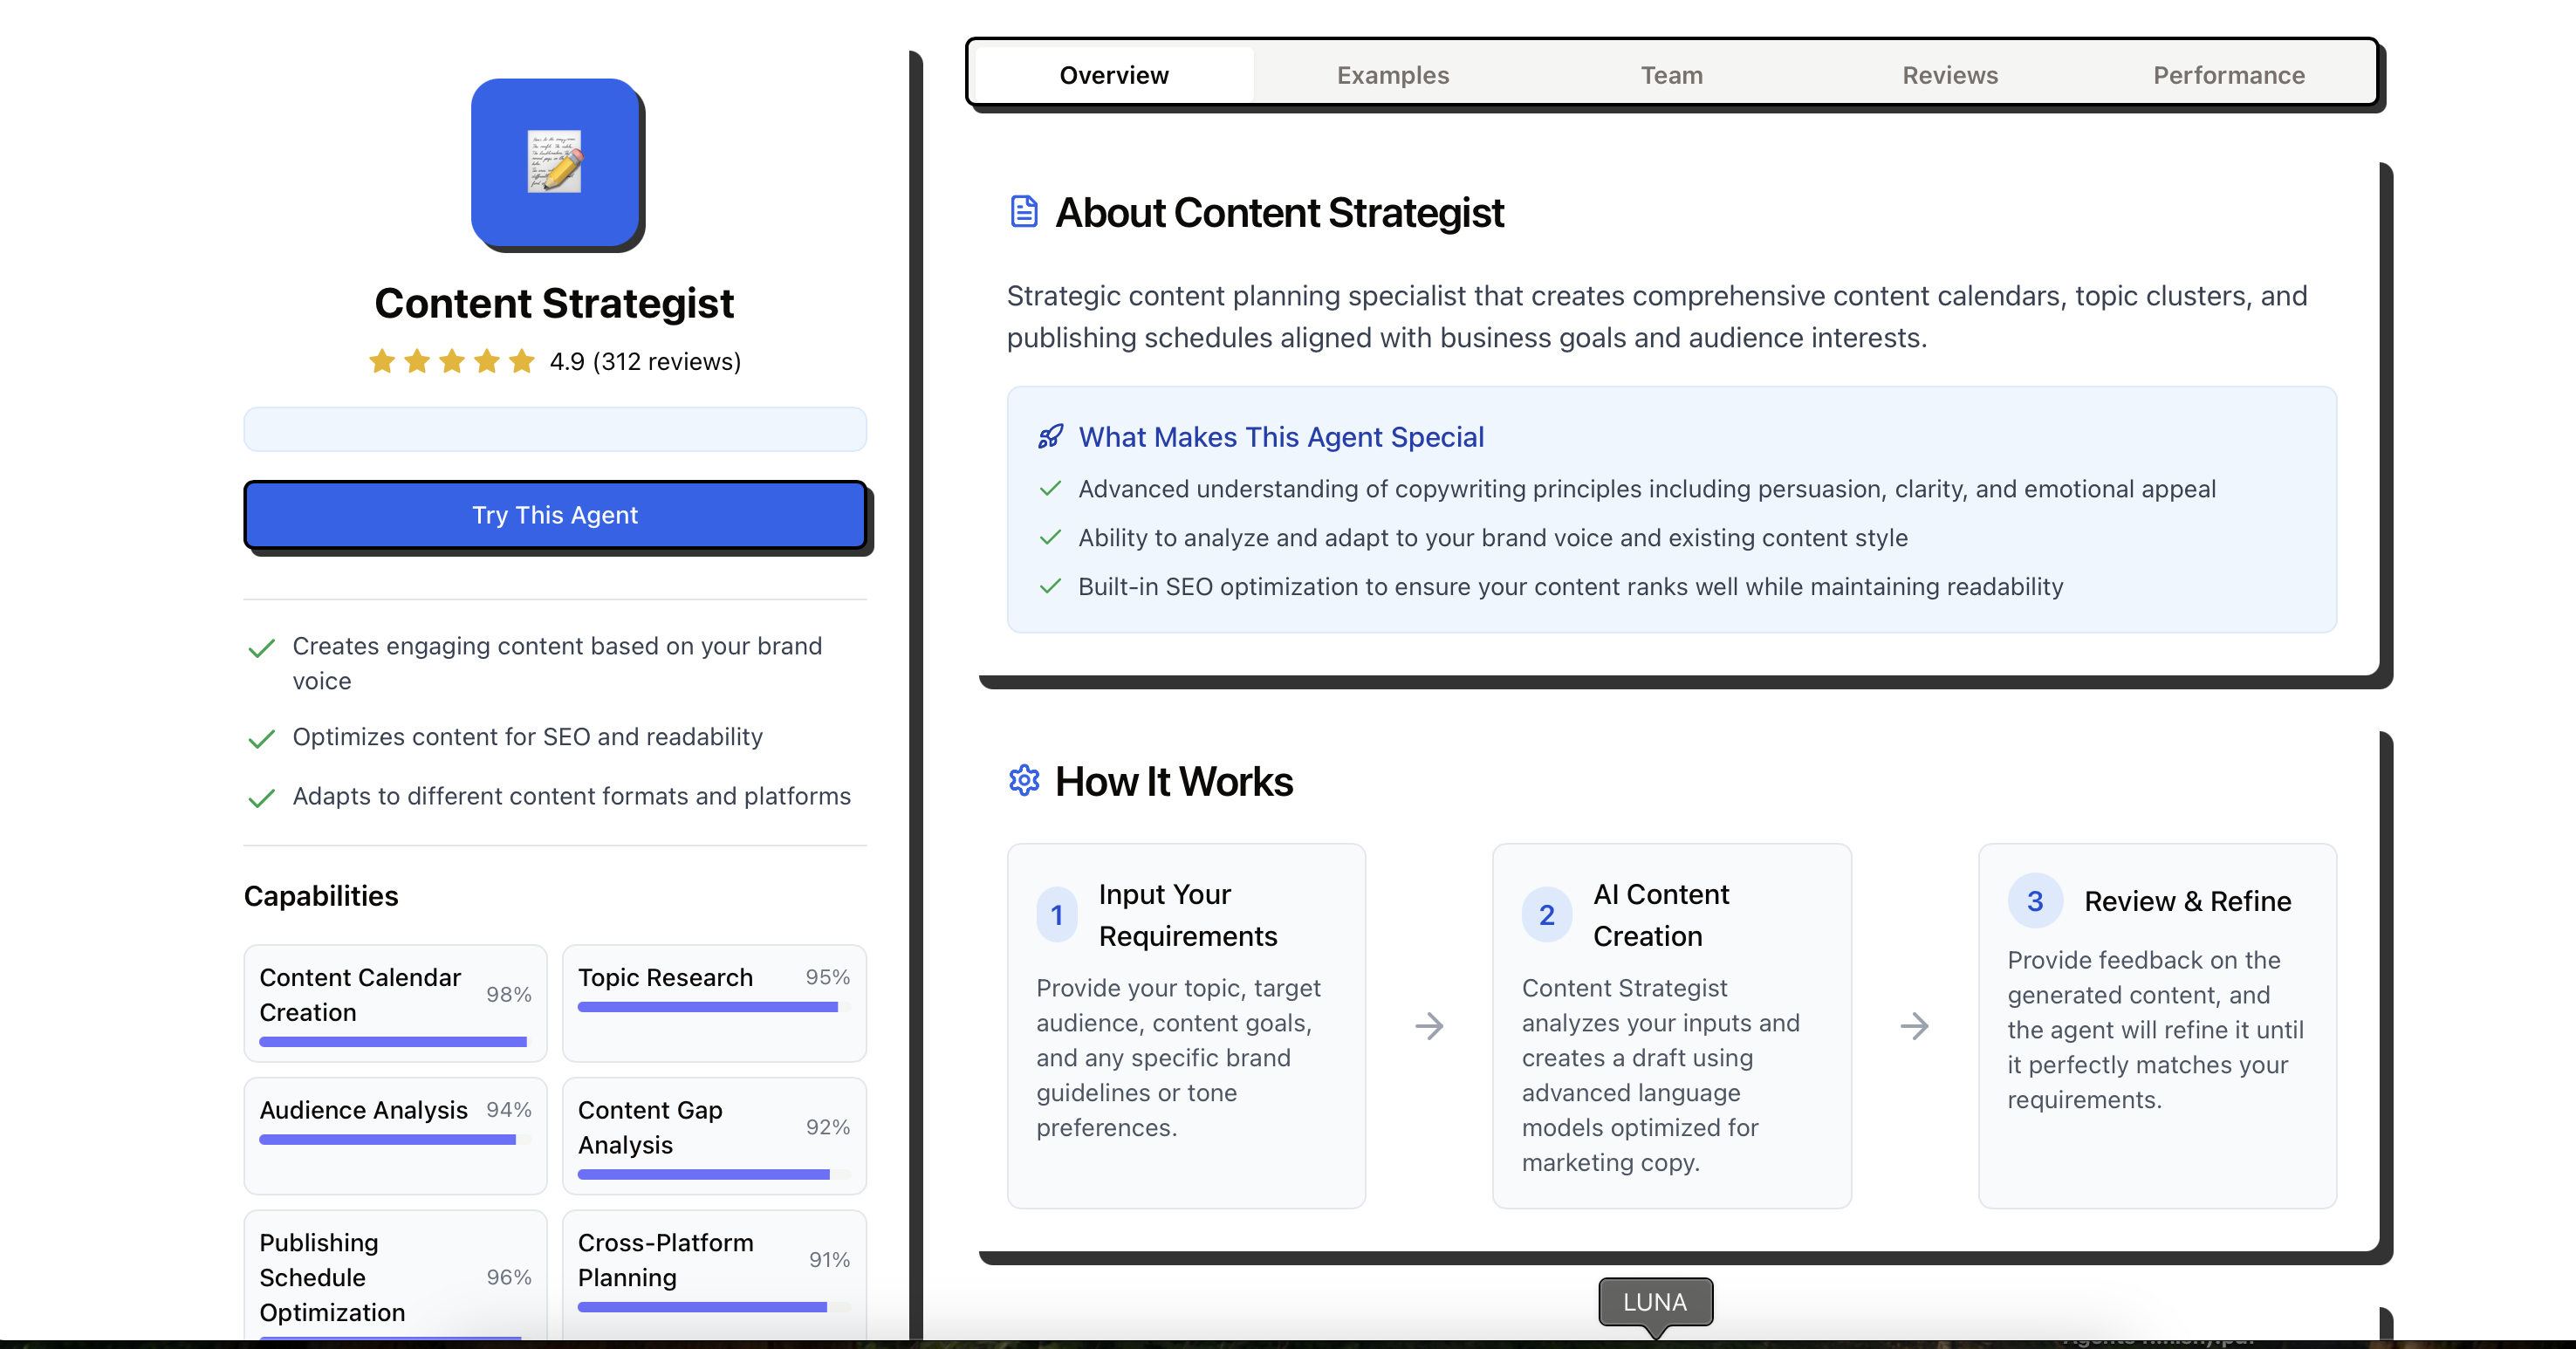 Content Strategist
4.9 (312 reviews)
Try This Agent
Creates engaging content based on your brand
voice
Optimizes content for SEO and readability
Adapts to different content formats and platforms
Capabilities
Content Calendar
Creation
98%
Topic Research
95%
Audience Analysis
94%
Content Gap
Analysis
92%
Publishing
Schedule
Optimization
96%
Cross-Platform
Planning
91%
Overview
Examples
Team
Reviews
Performance
About Content Strategist
Strategic content planning specialist that creates comprehensive content calendars, topic clusters, and
publishing schedules aligned with business goals and audience interests.
What Makes This Agent Special
Advanced understanding of copywriting principles including persuasion, clarity, and emotional appeal
Ability to analyze and adapt to your brand voice and existing content style
Built-in SEO optimization to ensure your content ranks well while maintaining readability
How It Works
1
Input Your
Requirements
Provide your topic, target
audience, content goals,
and any specific brand
guidelines or tone
preferences.
2
AI Content
Creation
Content Strategist
analyzes your inputs and
creates a draft using
advanced language
models optimized for
marketing copy.
3
Review & Refine
Provide feedback on the
generated content, and
the agent will refine it until
it perfectly matches your
requirements.
LUNA